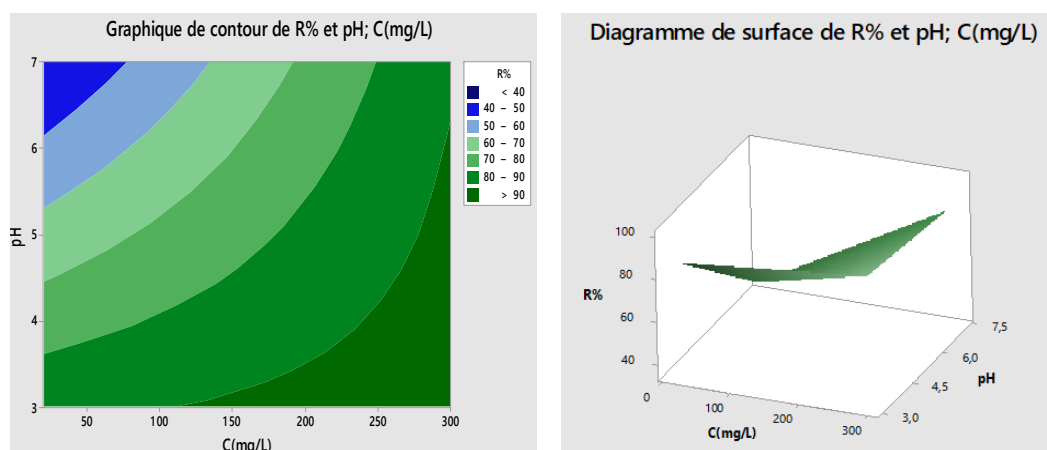 Graphique de contour de R% et pH; C(mg/L)
7
6
5
4
3
pH
50
100
150
200
250
300
C(mg/L)
R%
< 40
40 – 50
50 – 60
60 – 70
70 – 80
80 – 90
> 90
Diagramme de surface de R% et pH; C(mg/L)
100
80
60
40
R%
0
100
200
300
C(mg/L)
3,0
4,5
6,0
7,5
pH